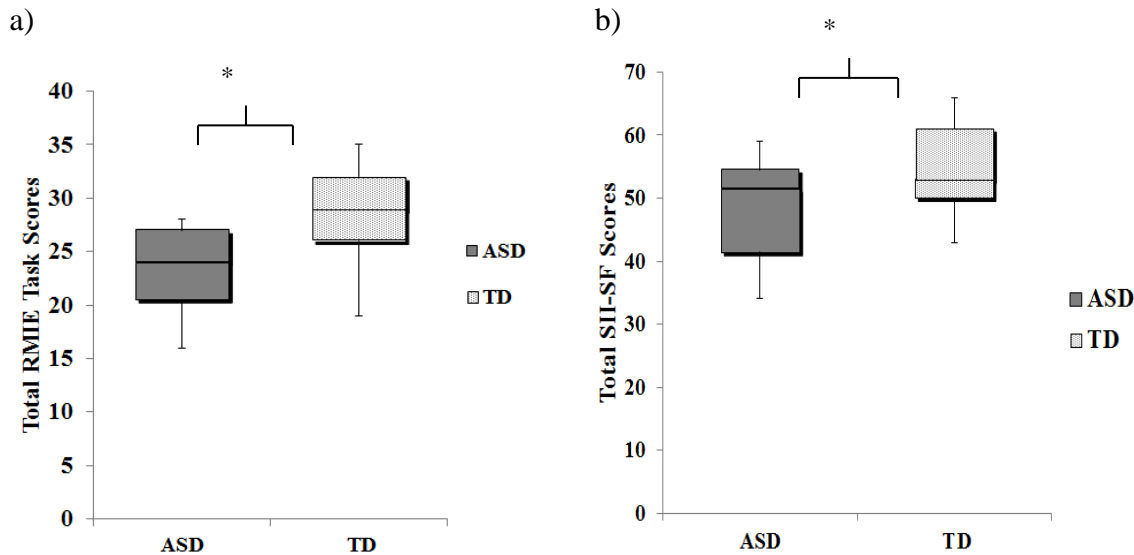 a)
*
40
35
30
25
20
15
10
5
0
Total RMIE Task Scores
ASD
TD
ASD
TD
b)
*
70
60
50
40
30
20
10
0
Total SII-SF Scores
ASD
TD
ASD
TD